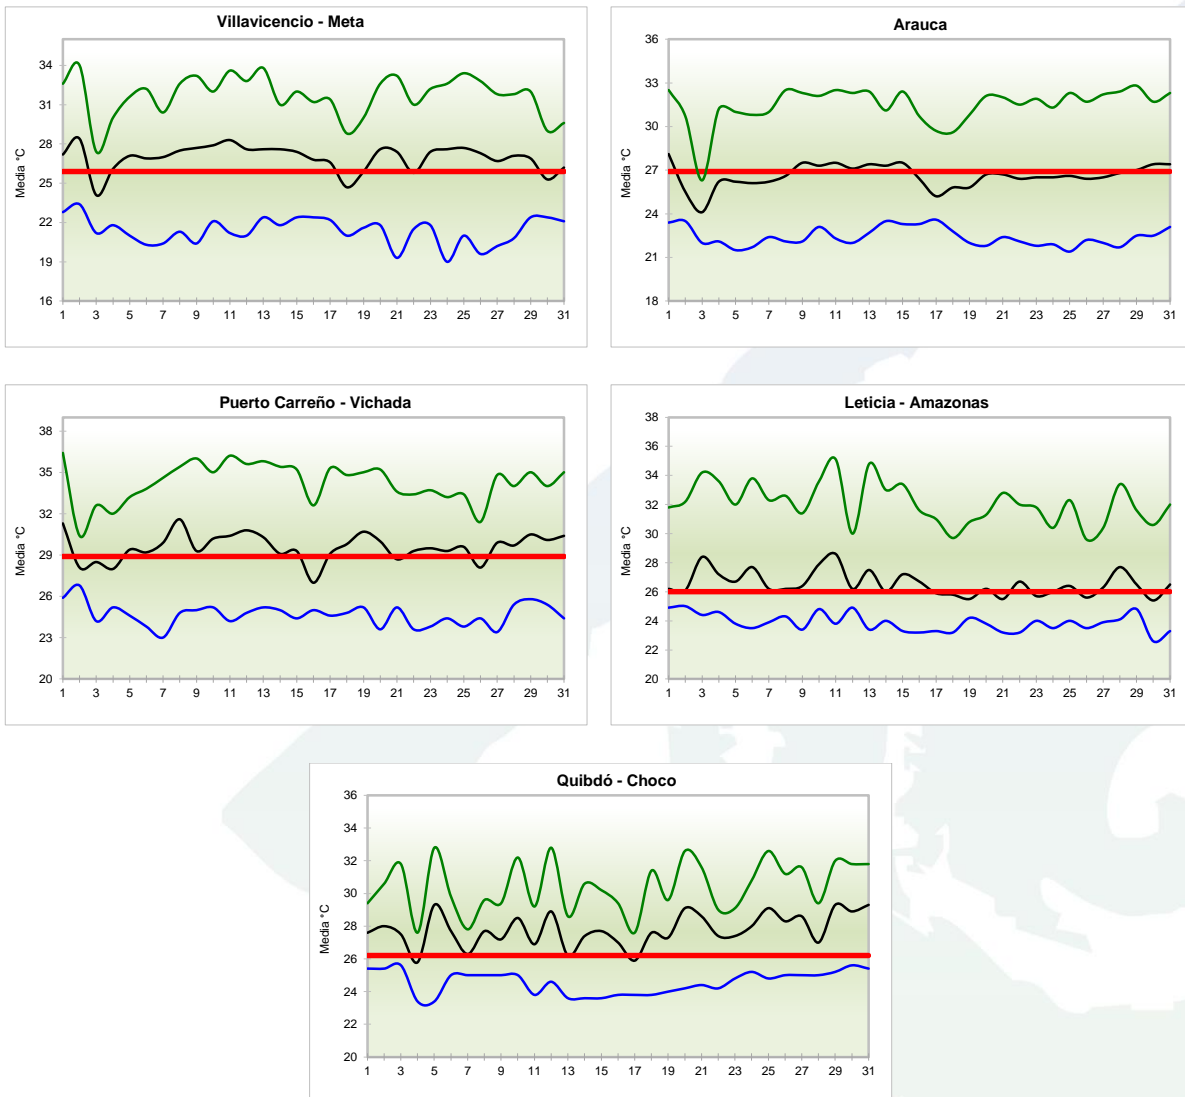 Villavicencio - Meta
34
31
28
25
22
19
16
Media °C
1 3 5 7 9 11 13 15 17 19 21 23 25 27 29 31
Arauca
36
33
30
27
24
21
18
Media °C
1 3 5 7 9 11 13 15 17 19 21 23 25 27 29 31
Puerto Carreño - Vichada
38
35
32
29
26
23
20
Media °C
1 3 5 7 9 11 13 15 17 19 21 23 25 27 29 31
Leticia - Amazonas
38
36
34
32
30
28
26
24
22
20
Media °C
1 3 5 7 9 11 13 15 17 19 21 23 25 27 29 31
Quibdó - Choco
36
34
32
30
28
26
24
22
20
Media °C
1 3 5 7 9 11 13 15 17 19 21 23 25 27 29 31